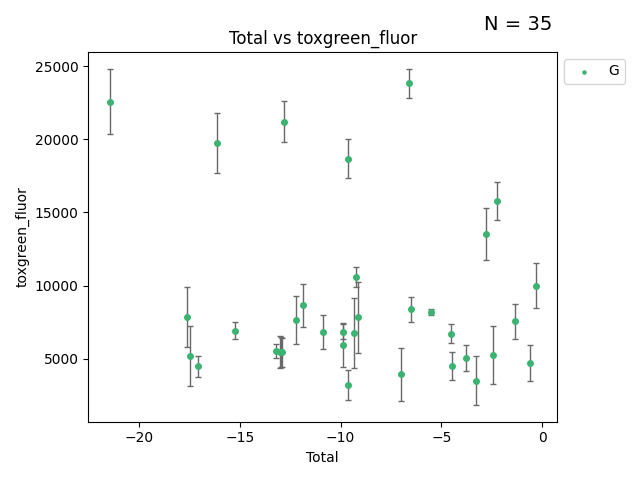 N = 35
Total vs toxgreen_fluor
G
25000
20000
15000
10000
5000
toxgreen_fluor
−20
−15
−10
−5
0
Total